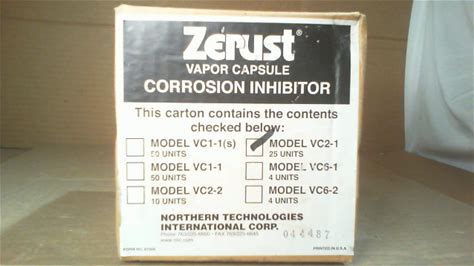 Zerust®
VAPOR CAPSULE
CORROSION INHIBITOR
This carton contains the contents
checked below:
MODEL VC1-1(s) MODEL VC2-1
50 UNITS 25 UNITS
MODEL VC1-1 MODEL VC6-1
50 UNITS 4 UNITS
MODEL VC2-2 MODEL VC6-2
10 UNITS 4 UNITS
NORTHERN TECHNOLOGIES
INTERNATIONAL CORP.
044487
PRINTED IN U.S.A.